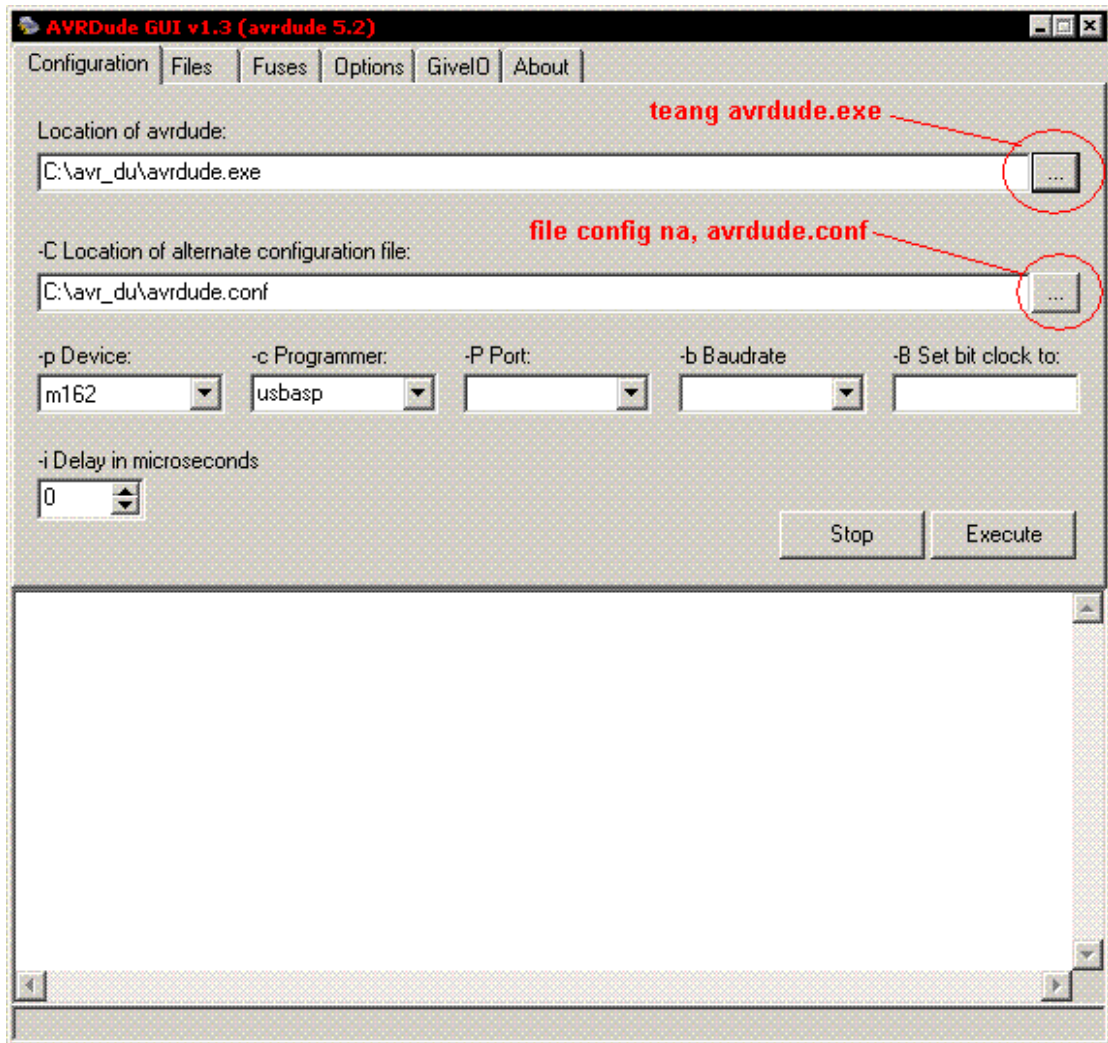 AVRDude GUI v1.3 (avrdude 5.2)
Configuration Files Fuses Options GiveIO About
teang avrdude.exe
Location of avrdude:
C:\avr_du\avrdude.exe ...
file config na, avrdude.conf
-C Location of alternate configuration file:
C:\avr_du\avrdude.conf ...
-p Device: -c Programmer: -P Port: -b Baudrate -B Set bit clock to:
m162 usbasp
-i Delay in microseconds
0
Stop Execute